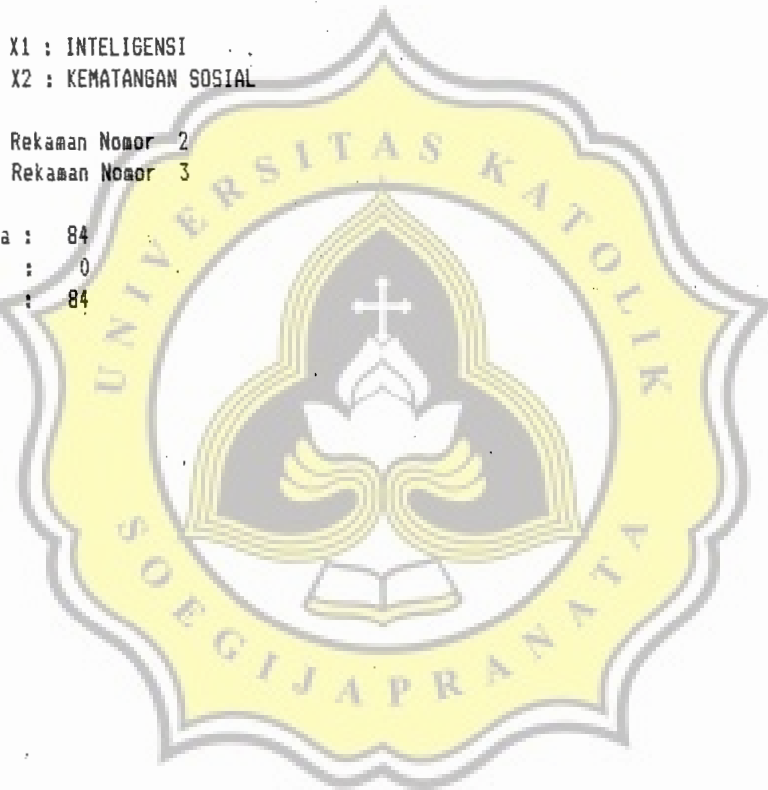 X1 : INTELIGENSI
X2 : KEMATANGAN SOSIAL
Rekaman Nomor 2
Rekaman Nomor 3
a : 84
: 0
: 84
UNIVERSITAS KATOLIK
SOEGIJAPRANATA